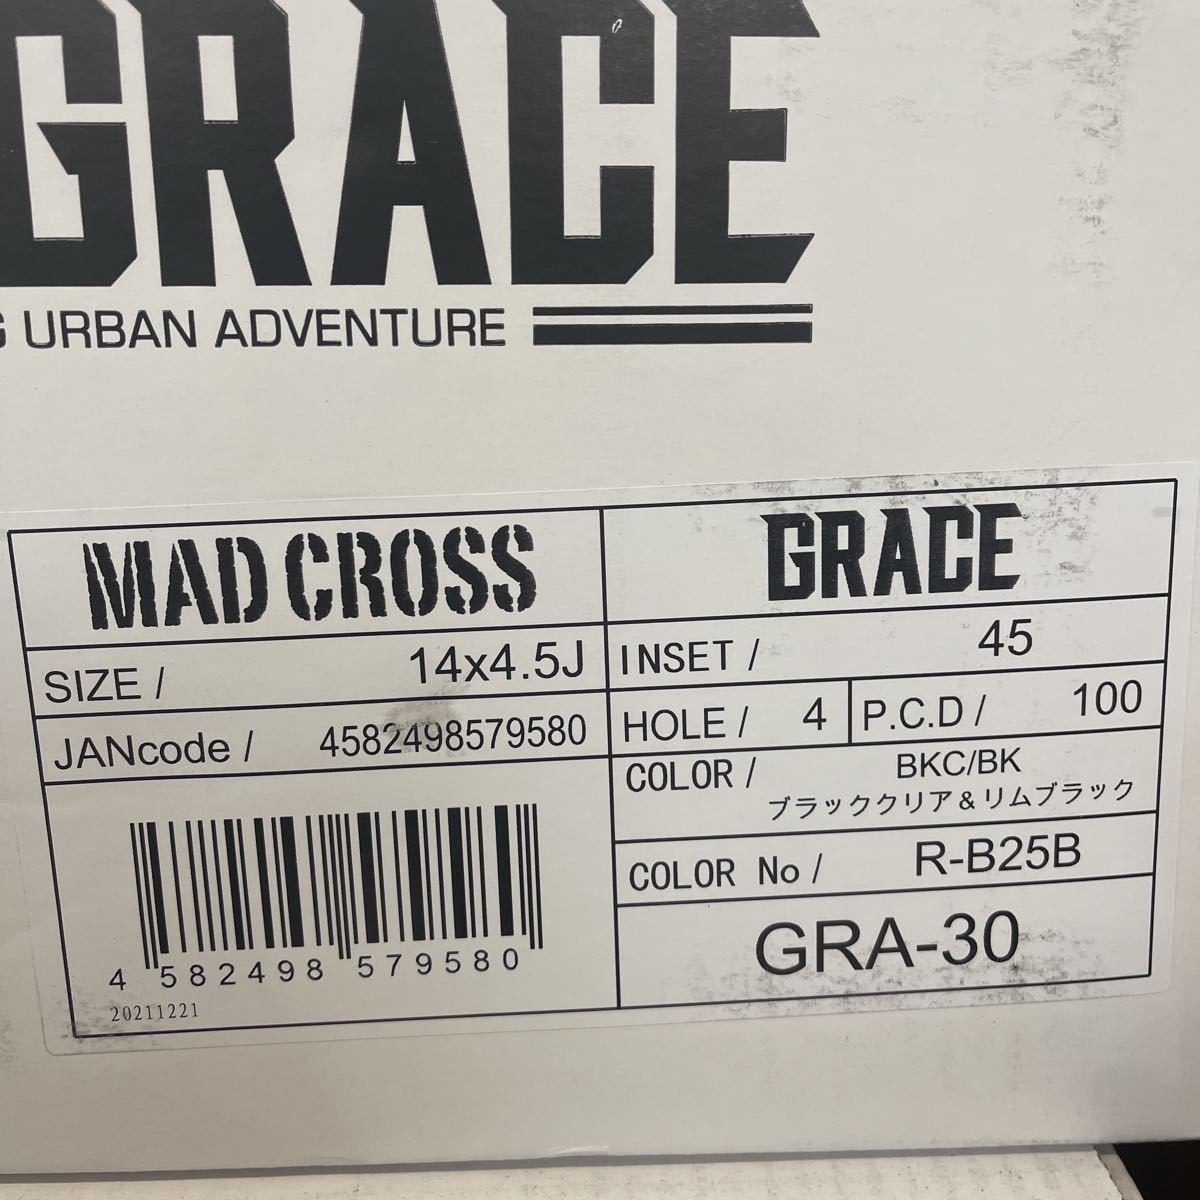 GRACE
G URBAN ADVENTURE
MAD CROSS
GRACE
SIZE / 14x4.5J
INSET / 45
JANcode / 4582498579580
HOLE / 4 P.C.D / 100
COLOR / BKC/BK
ブラッククリア&リムブラック
COLOR No / R-B25B
GRA-30
4 582498 579580
20211221